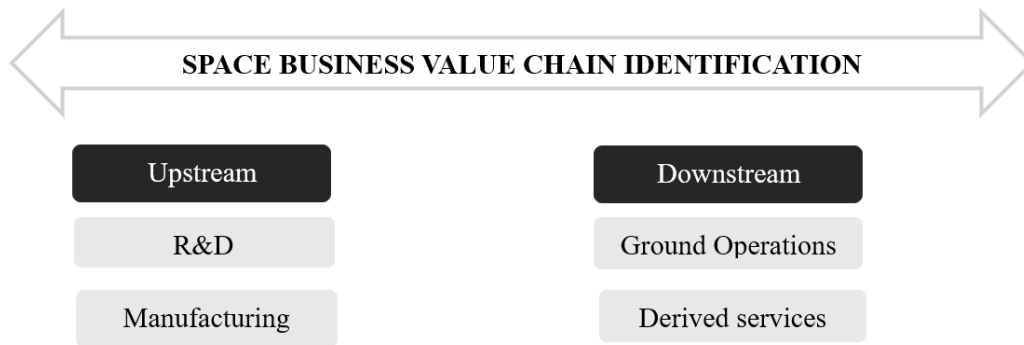 SPACE BUSINESS VALUE CHAIN IDENTIFICATION
Upstream
Downstream
R&D
Ground Operations
Manufacturing
Derived services